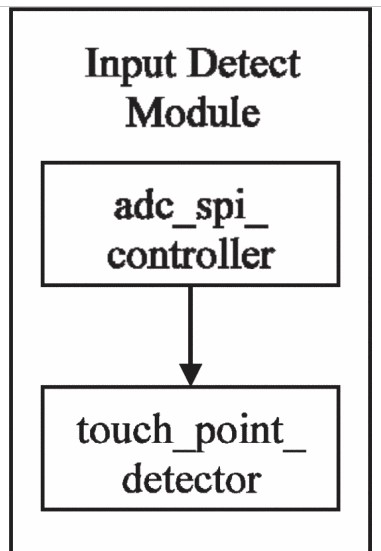 Input Detect
Module
adc_spi_
controller
touch_point_
detector